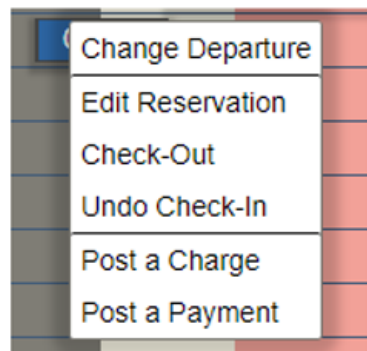 Change Departure
Edit Reservation
Check-Out
Undo Check-In
Post a Charge
Post a Payment